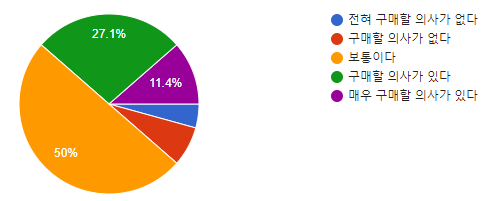 27.1%
11.4%
50%
전혀 구매할 의사가 없다
구매할 의사가 없다
보통이다
구매할 의사가 있다
매우 구매할 의사가 있다